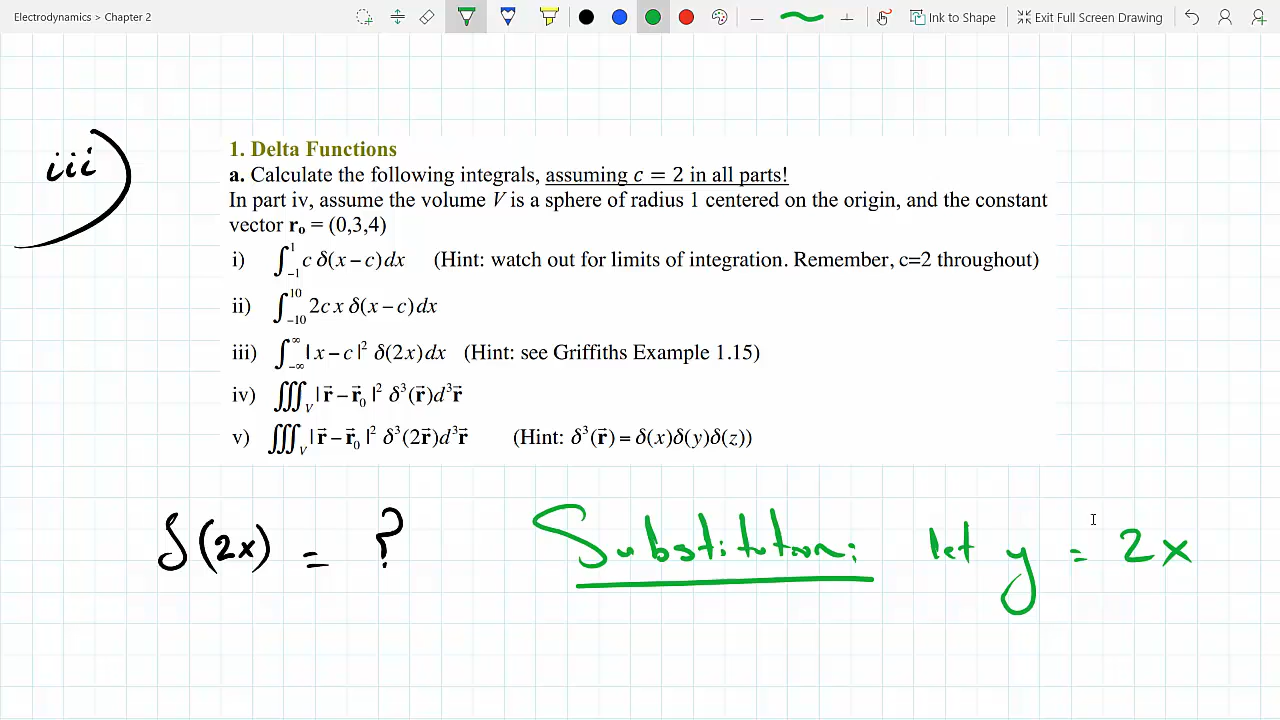 Electrodynamics > Chapter 2
Ink to Shape
Exit Full Screen Drawing
iii)
1. Delta Functions
a. Calculate the following integrals, assuming c = 2 in all parts!
In part iv, assume the volume V is a sphere of radius 1 centered on the origin, and the constant
vector r₀ = (0,3,4)
i) ∫₋₁¹ c δ(x−c)dx (Hint: watch out for limits of integration. Remember, c=2 throughout)
ii) ∫₋₁₀¹⁰ 2c x δ(x−c)dx
iii) ∫₋∞^∞ |x−c|² δ(2x)dx (Hint: see Griffiths Example 1.15)
iv) ∭_V |r⃗−r⃗₀|² δ³(r⃗)d³r⃗
v) ∭_V |r⃗−r⃗₀|² δ³(2r⃗)d³r⃗ (Hint: δ³(r⃗) = δ(x)δ(y)δ(z))
δ(2x) = ? Substitution: let y = 2x